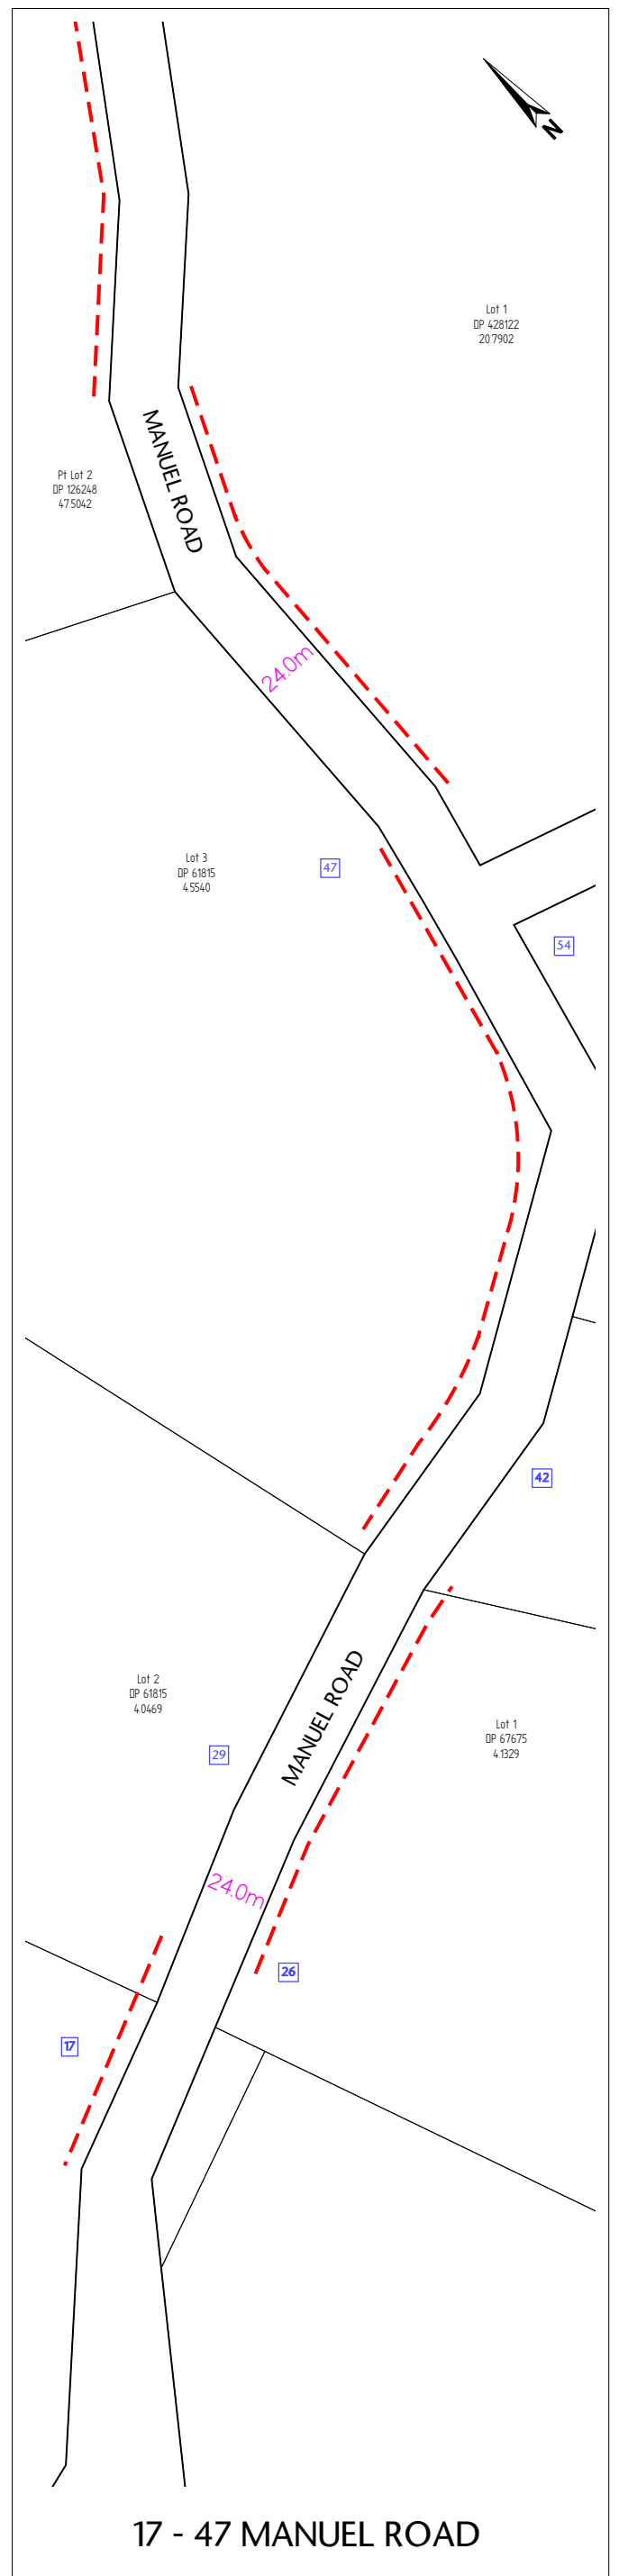 N
Lot 1
DP 428122
20.7902
MANUEL ROAD
Pt Lot 2
DP 126248
47.5042
24.0m
Lot 3
DP 61815
4.5540
47
54
42
MANUEL ROAD
Lot 2
DP 61815
4.0469
29
Lot 1
DP 67675
4.1329
24.0m
26
17
17 - 47 MANUEL ROAD